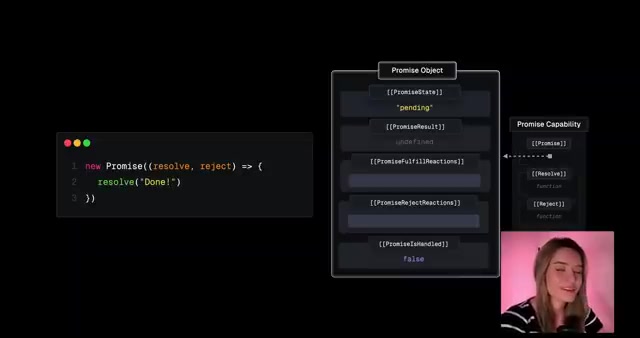 1 new Promise((resolve, reject) => {
2 resolve("Done!")
3 })
Promise Object
[[PromiseState]]
"pending"
[[PromiseResult]]
undefined
[[PromiseFulfillReactions]]
[[PromiseRejectReactions]]
[[PromiseIsHandled]]
false
Promise Capability
[[Promise]]
[[Resolve]]
function
[[Reject]]
function